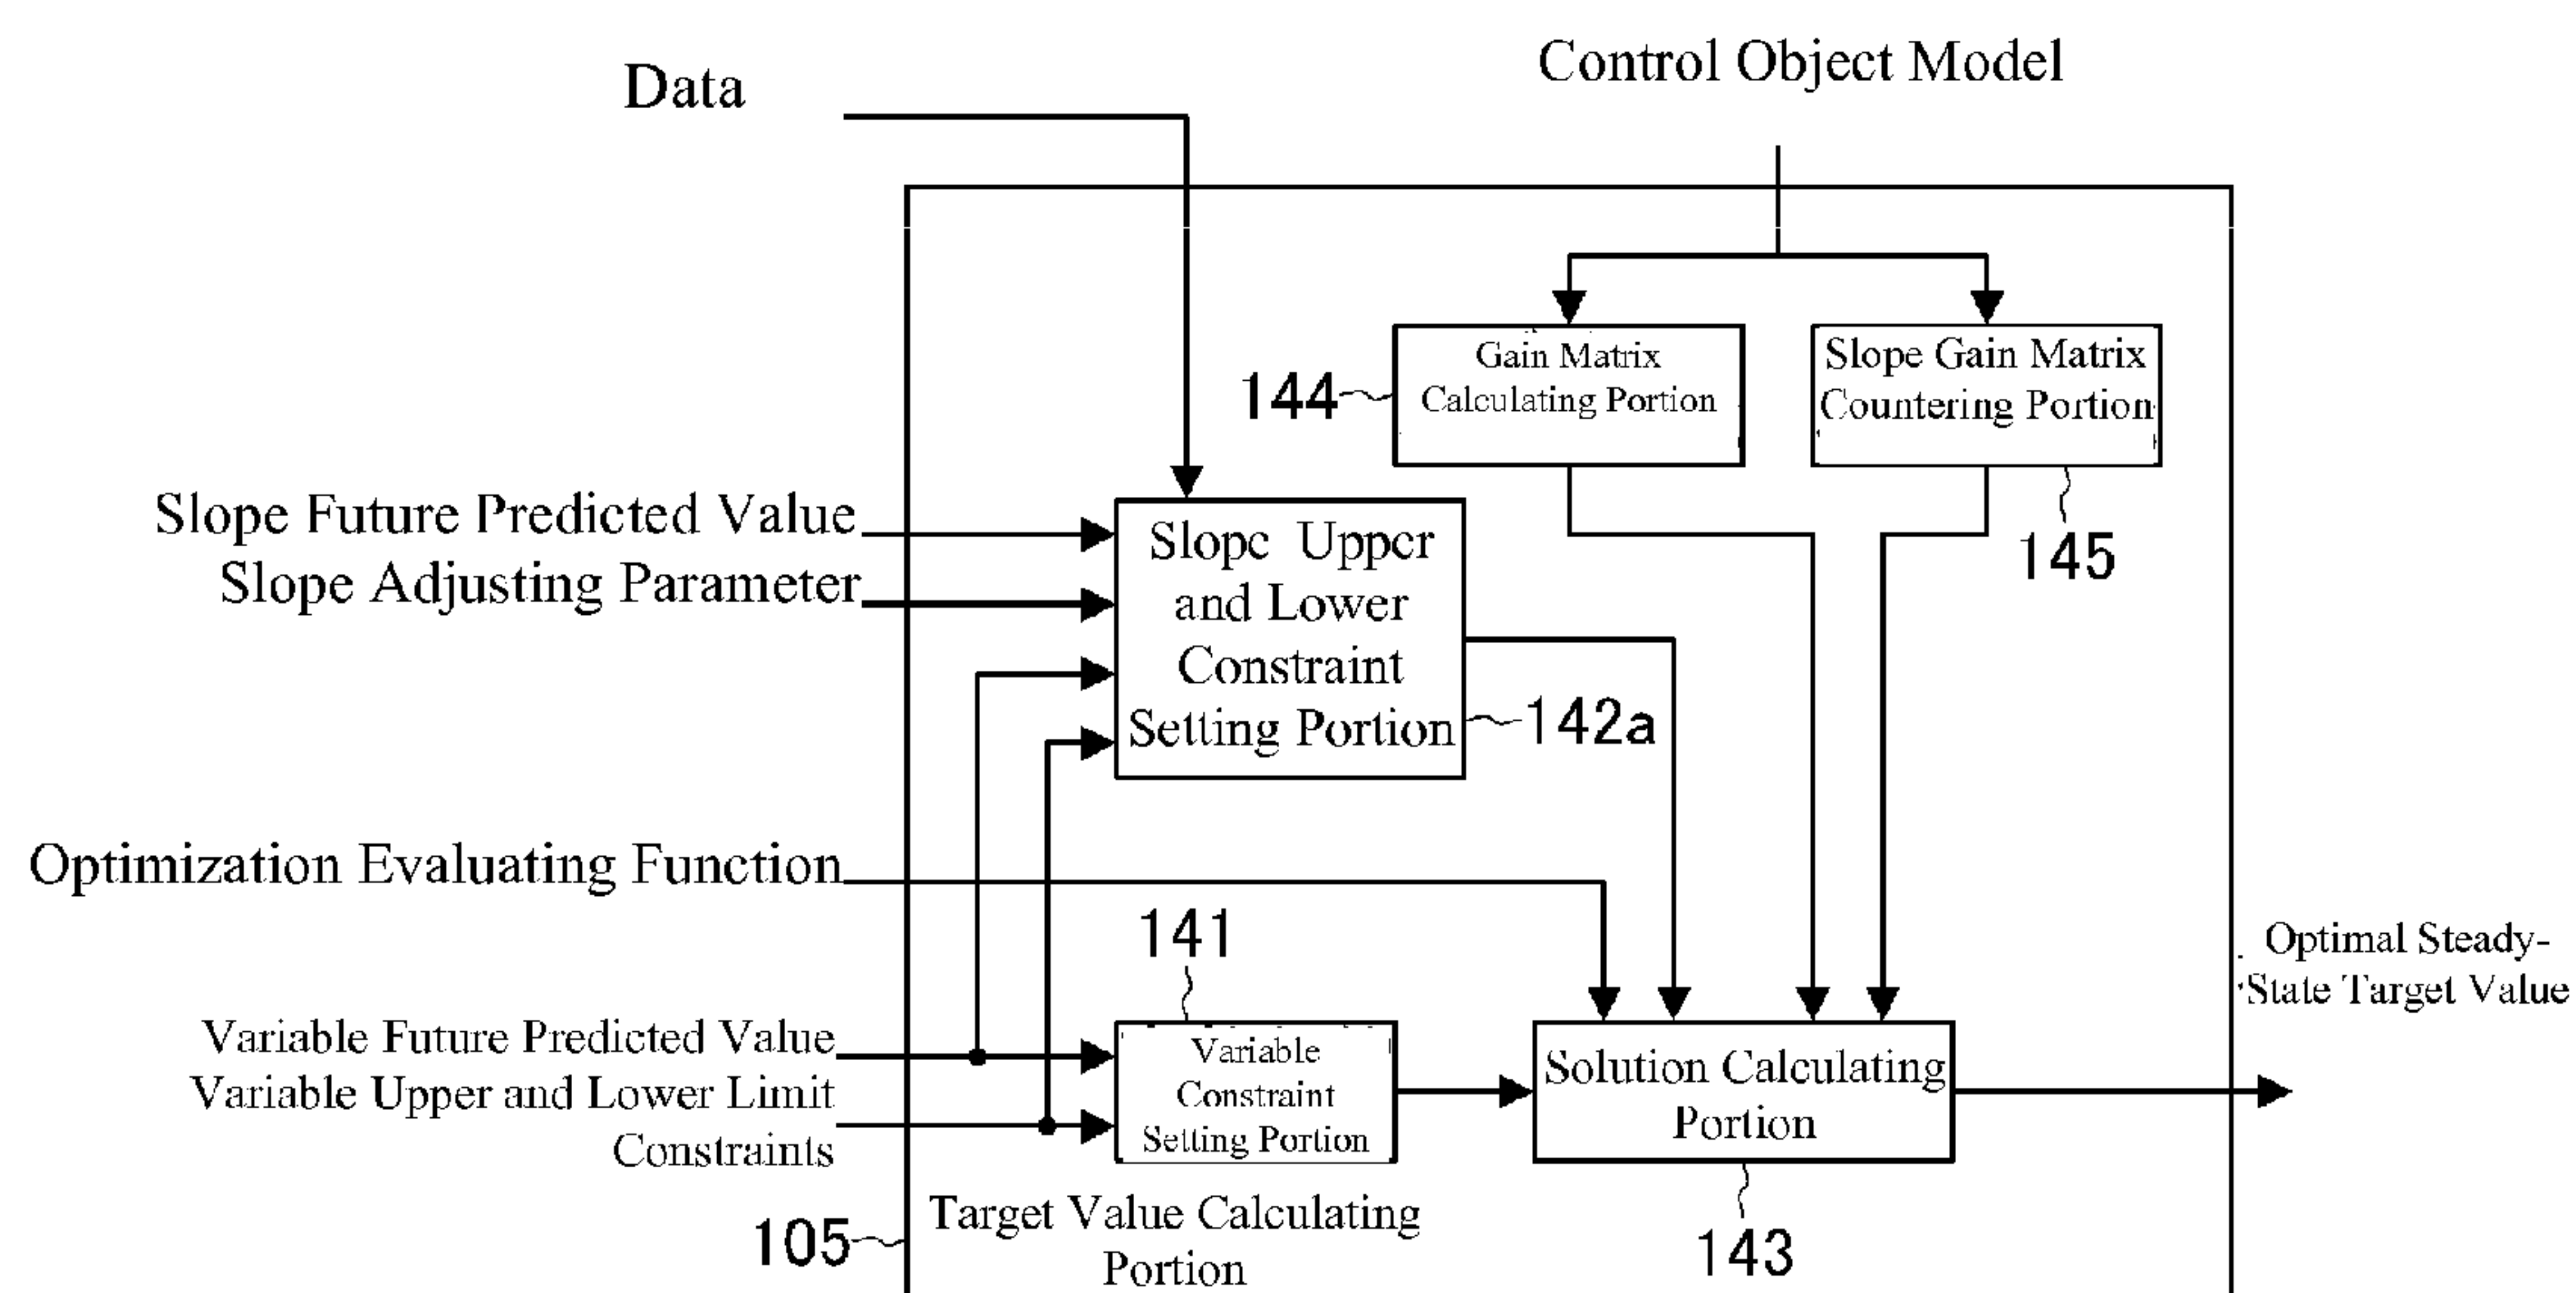 Data
Control Object Model
Gain Matrix
Calculating Portion
144
Slope Gain Matrix
Countering Portion
145
Slope Future Predicted Value
Slope Adjusting Parameter
Slope Upper
and Lower
Constraint
Setting Portion
142a
Optimization Evaluating Function
141
Optimal Steady-
State Target Value
Variable Future Predicted Value
Variable Upper and Lower Limit
Constraints
Variable
Constraint
Setting Portion
Solution Calculating
Portion
143
105
Target Value Calculating
Portion